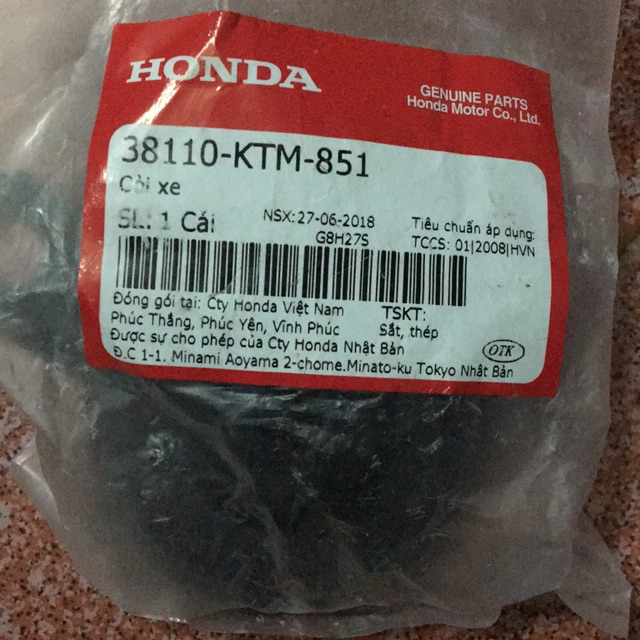 HONDA
GENUINE PARTS
Honda Motor Co., Ltd.
38110-KTM-851
Còi xe
SL: 1 Cái
NSX: 27-06-2018
G8H27S
Tiêu chuẩn áp dụng:
TCCS: 01|2008|HVN
Đóng gói tại: Cty Honda Việt Nam
Phúc Thắng, Phúc Yên, Vĩnh Phúc
TSKT:
Sắt, thép
Được sự cho phép của Cty Honda Nhật Bản
Đ.C 1-1. Minami Aoyama 2-chome.Minato-ku Tokyo Nhật Bản
OTK